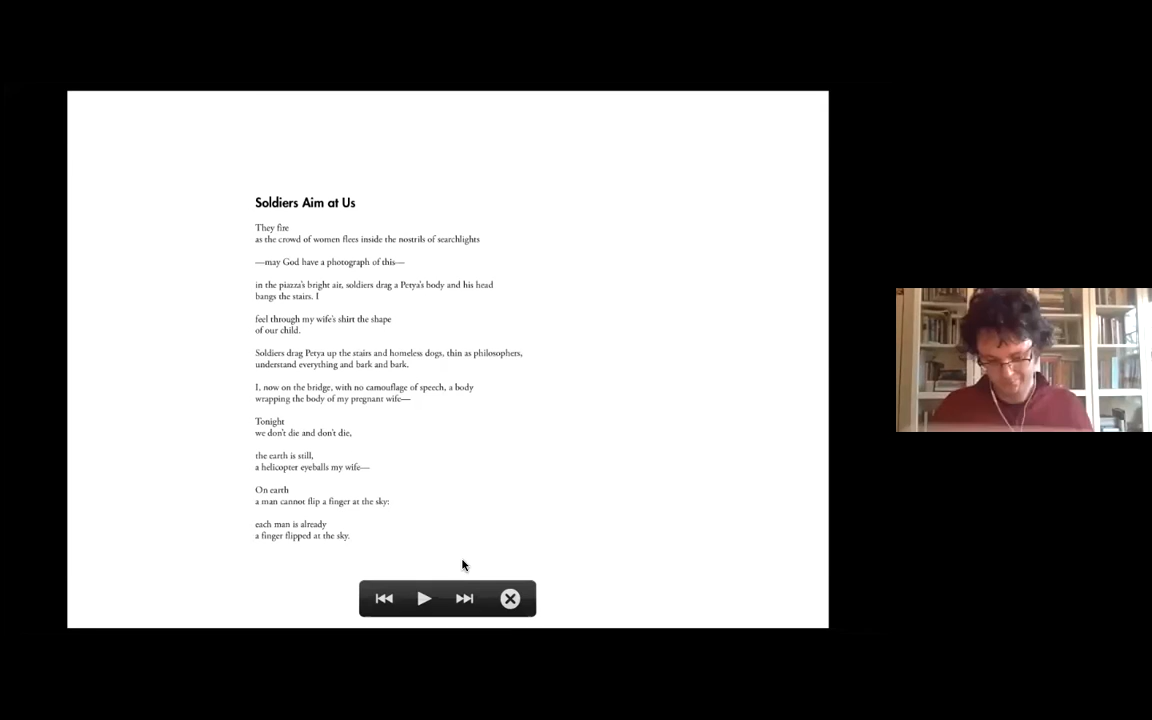 Soldiers Aim at Us
They fire
as the crowd of women flees inside the nostrils of searchlights
—may God have a photograph of this—
in the piazza's bright air, soldiers drag a Petya's body and his head
bangs the stairs. I
feel through my wife's shirt the shape
of our child.
Soldiers drag Petya up the stairs and homeless dogs, thin as philosophers,
understand everything and bark and bark.
I, now on the bridge, with no camouflage of speech, a body
wrapping the body of my pregnant wife—
Tonight
we don't die and don't die,
the earth is still,
a helicopter eyeballs my wife—
On earth
a man cannot flip a finger at the sky:
each man is already
a finger flipped at the sky.